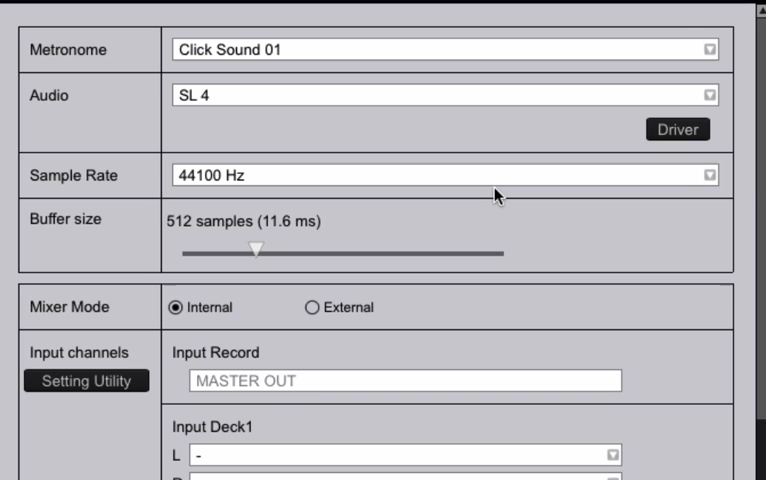 Metronome
Click Sound 01
Audio
SL 4
Driver
Sample Rate
44100 Hz
Buffer size
512 samples (11.6 ms)
Mixer Mode
Internal
External
Input channels
Setting Utility
Input Record
MASTER OUT
Input Deck1
L
-